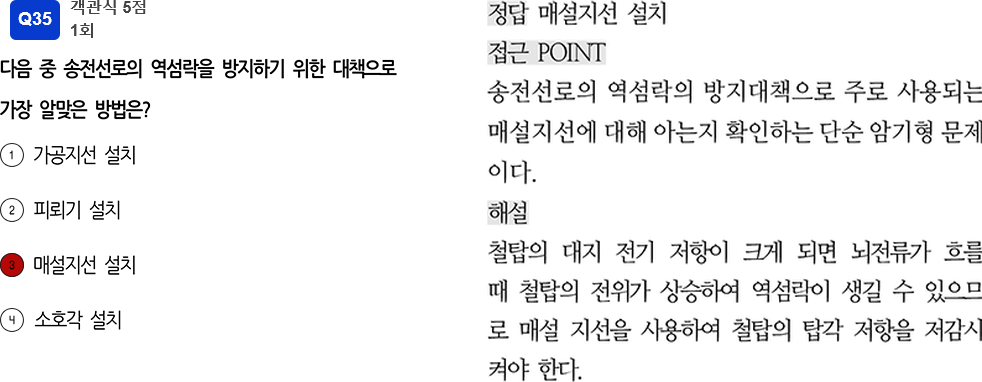 Q35
객관식 5점
1회
다음 중 송전선로의 역섬락을 방지하기 위한 대책으로
가장 알맞은 방법은?
1 가공지선 설치
2 피뢰기 설치
3 매설지선 설치
4 소호각 설치
정답 매설지선 설치
접근 POINT
송전선로의 역섬락의 방지대책으로 주로 사용되는
매설지선에 대해 아는지 확인하는 단순 암기형 문제
이다.
해설
철탑의 대지 전기 저항이 크게 되면 뇌전류가 흐를
때 철탑의 전위가 상승하여 역섬락이 생길 수 있으므
로 매설 지선을 사용하여 철탑의 탑각 저항을 저감시
켜야 한다.